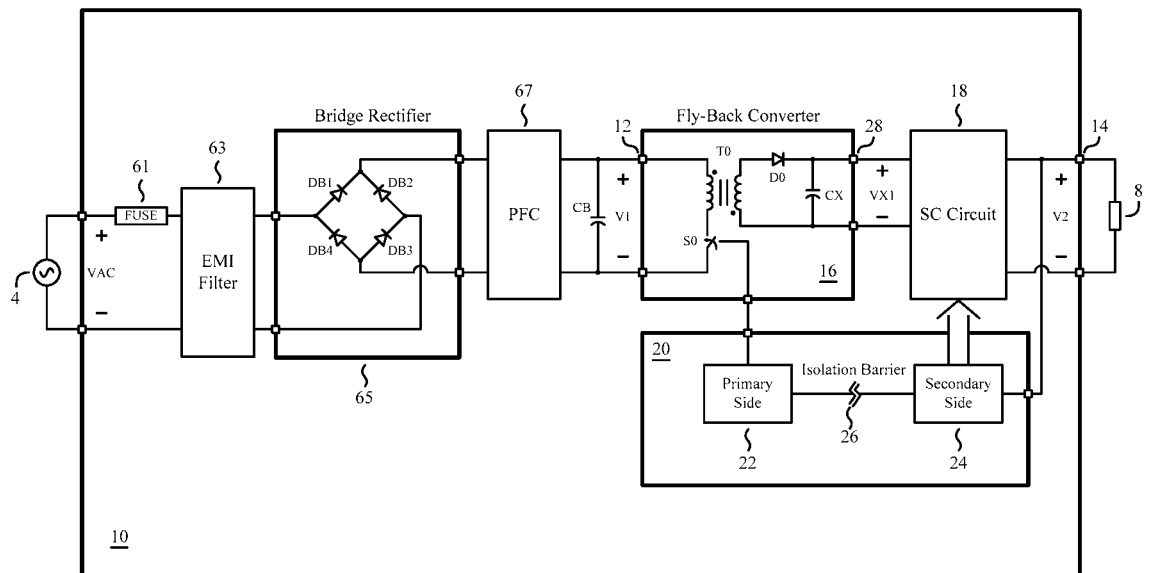 67
18
Bridge Rectifier
12
Fly-Back Converter
28
14
63
T0
61
DB1
DB2
D0
FUSE
+
+
+
+
8
PFC
CB
V1
CX
VX1
SC Circuit
V2
EMI
Filter
DB4
DB3
S0
4
VAC
−
−
−
−
16
20
Isolation Barrier
65
Primary
Side
Secondary
Side
26
22
24
10